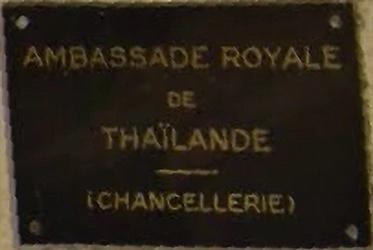 AMBASSADE ROYALE
DE
THAÏLANDE
(CHANCELLERIE)